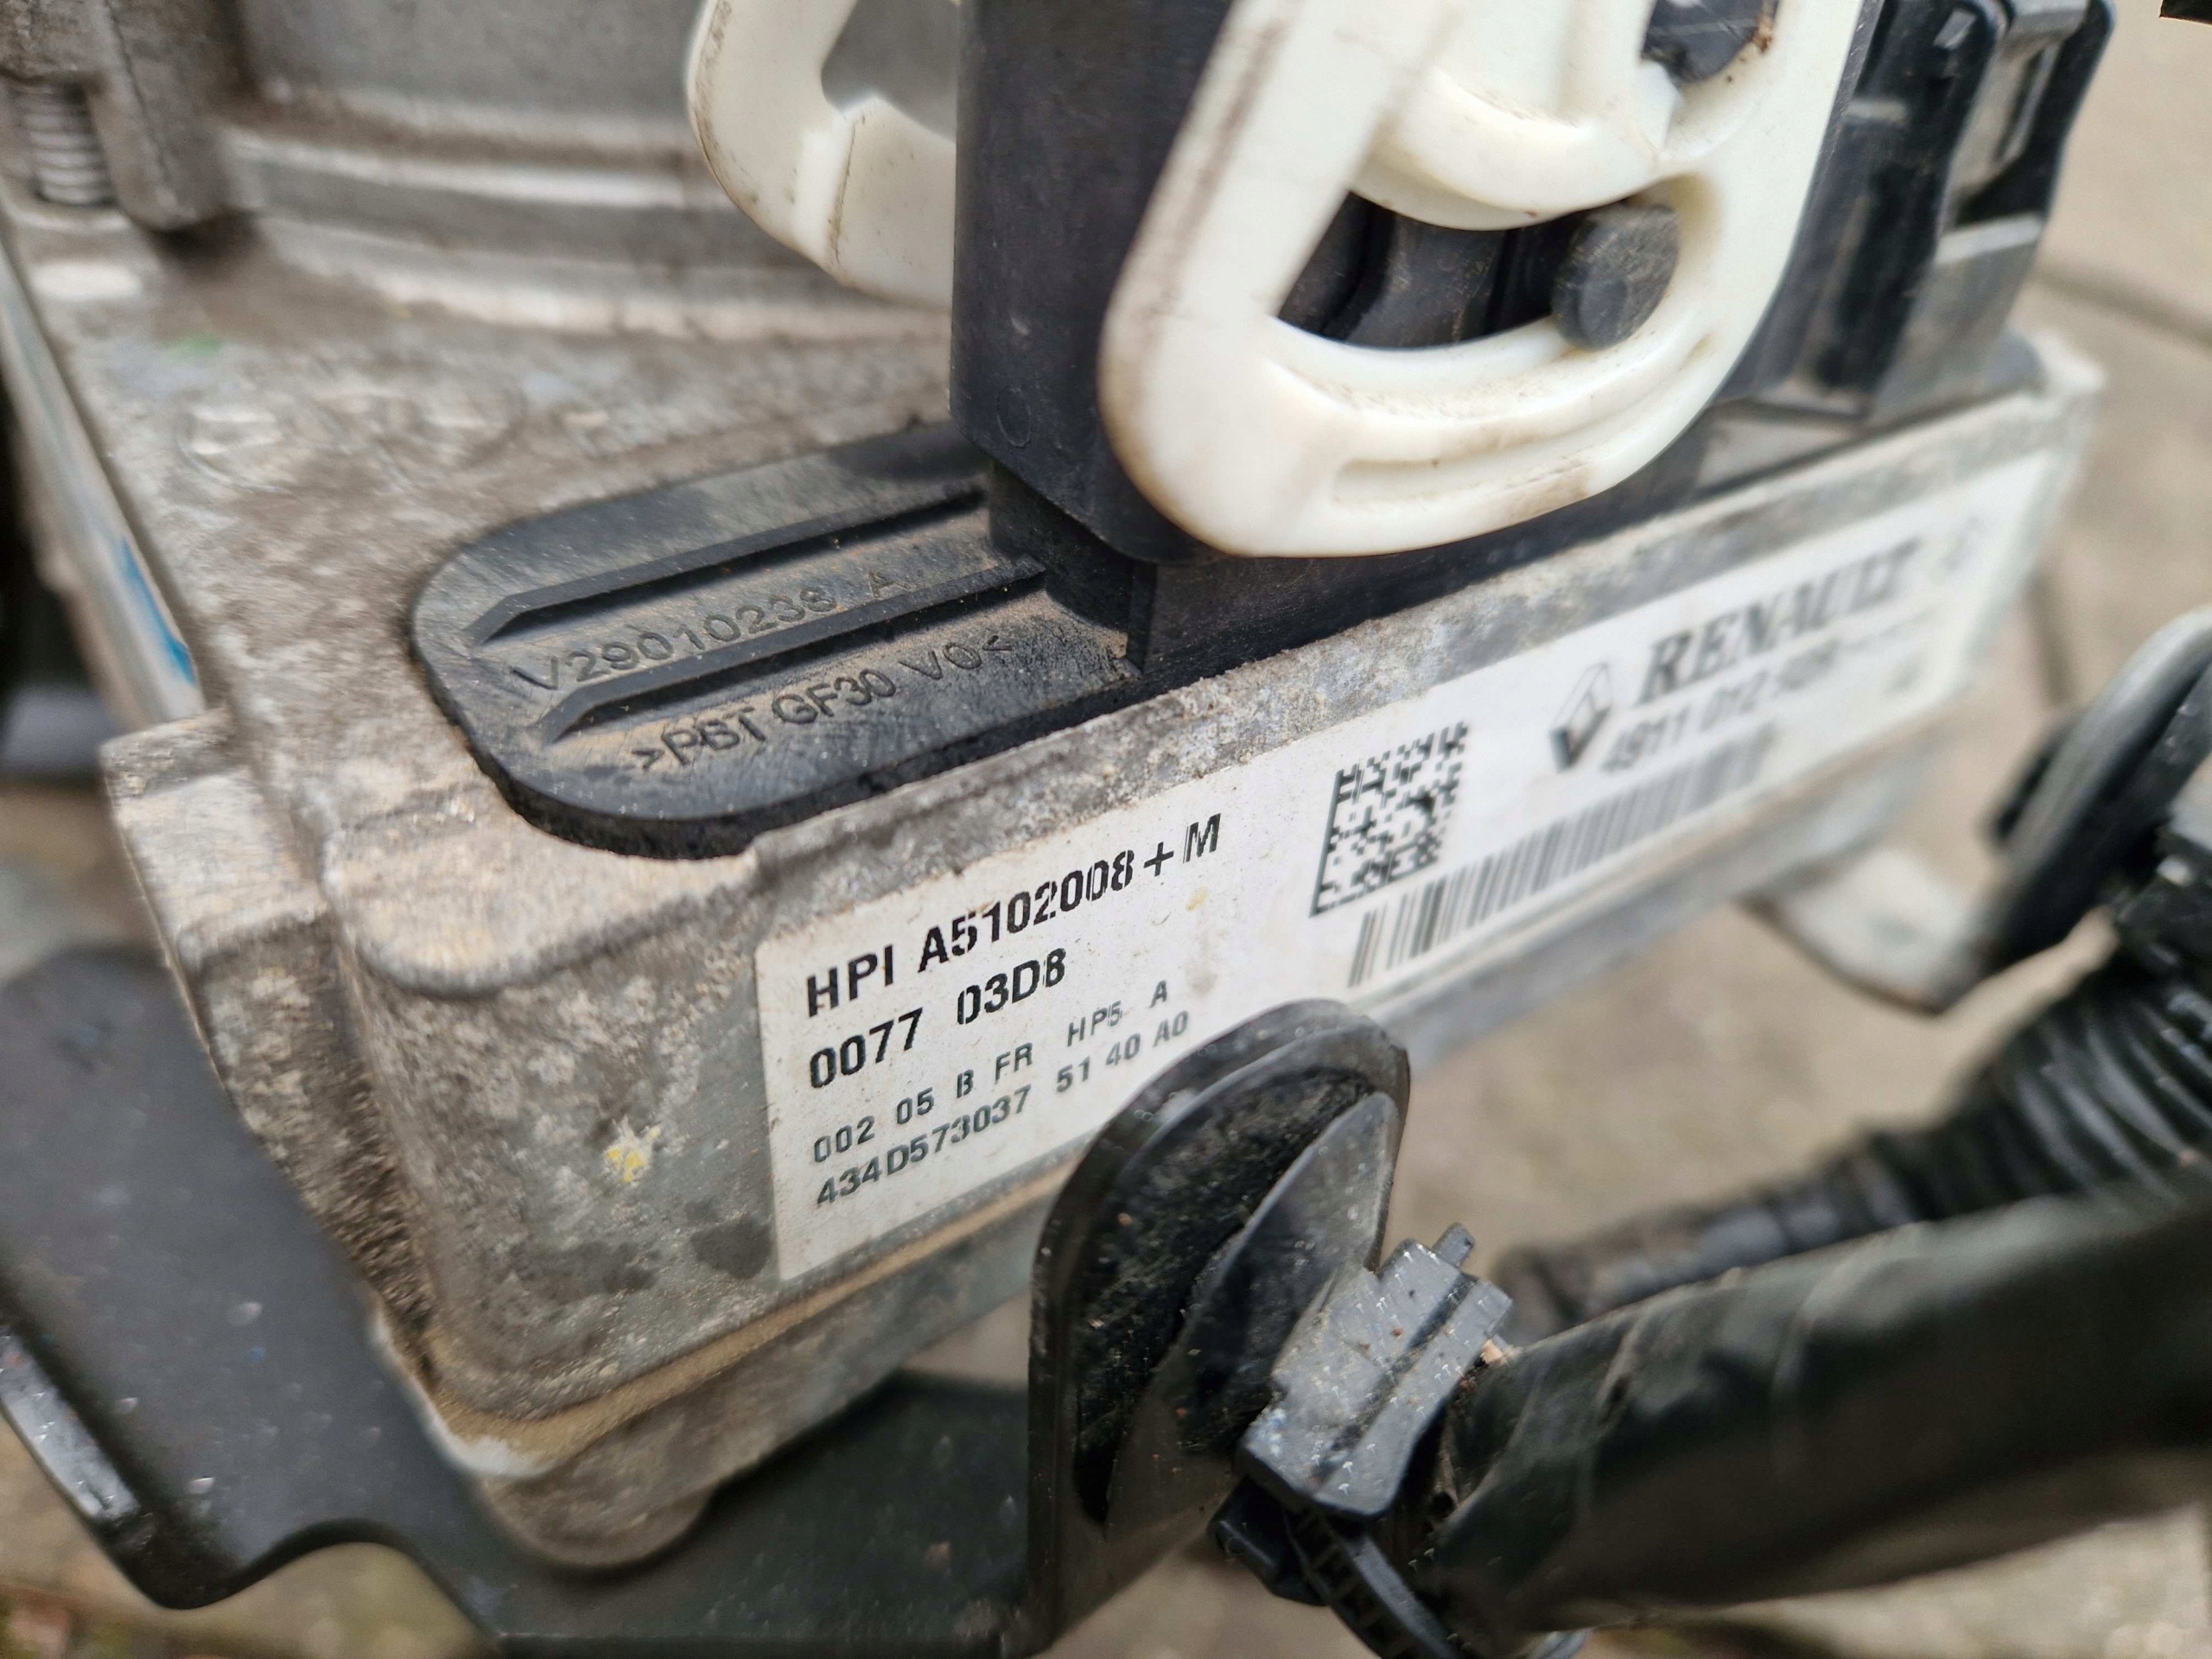 V29010238 A
>PBT GF30 V0<
RENAULT
HPI A5102008+M
0077 03D8
002 05 B FR HP5 A
434D573037 51 40 A0